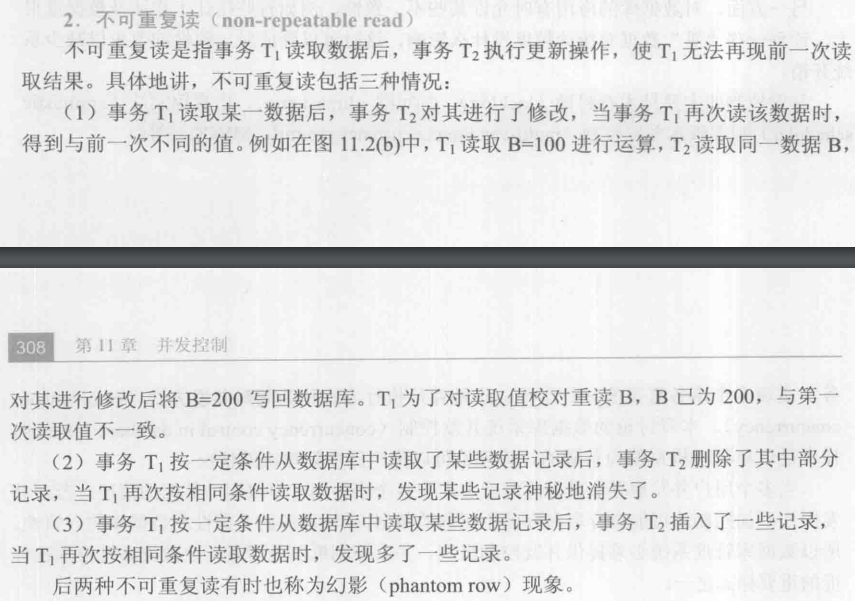 2. 不可重复读（non-repeatable read）
不可重复读是指事务 T1 读取数据后，事务 T2 执行更新操作，使 T1 无法再现前一次读
取结果。具体地讲，不可重复读包括三种情况：
（1）事务 T1 读取某一数据后，事务 T2 对其进行了修改，当事务 T1 再次读该数据时，
得到与前一次不同的值。例如在图 11.2(b)中，T1 读取 B=100 进行运算，T2 读取同一数据 B，
308 第 11 章 并发控制
对其进行修改后将 B=200 写回数据库。T1 为了对读取值校对重读 B，B 已为 200，与第一
次读取值不一致。
（2）事务 T1 按一定条件从数据库中读取了某些数据记录后，事务 T2 删除了其中部分
记录，当 T1 再次按相同条件读取数据时，发现某些记录神秘地消失了。
（3）事务 T1 按一定条件从数据库中读取某些数据记录后，事务 T2 插入了一些记录，
当 T1 再次按相同条件读取数据时，发现多了一些记录。
后两种不可重复读有时也称为幻影（phantom row）现象。